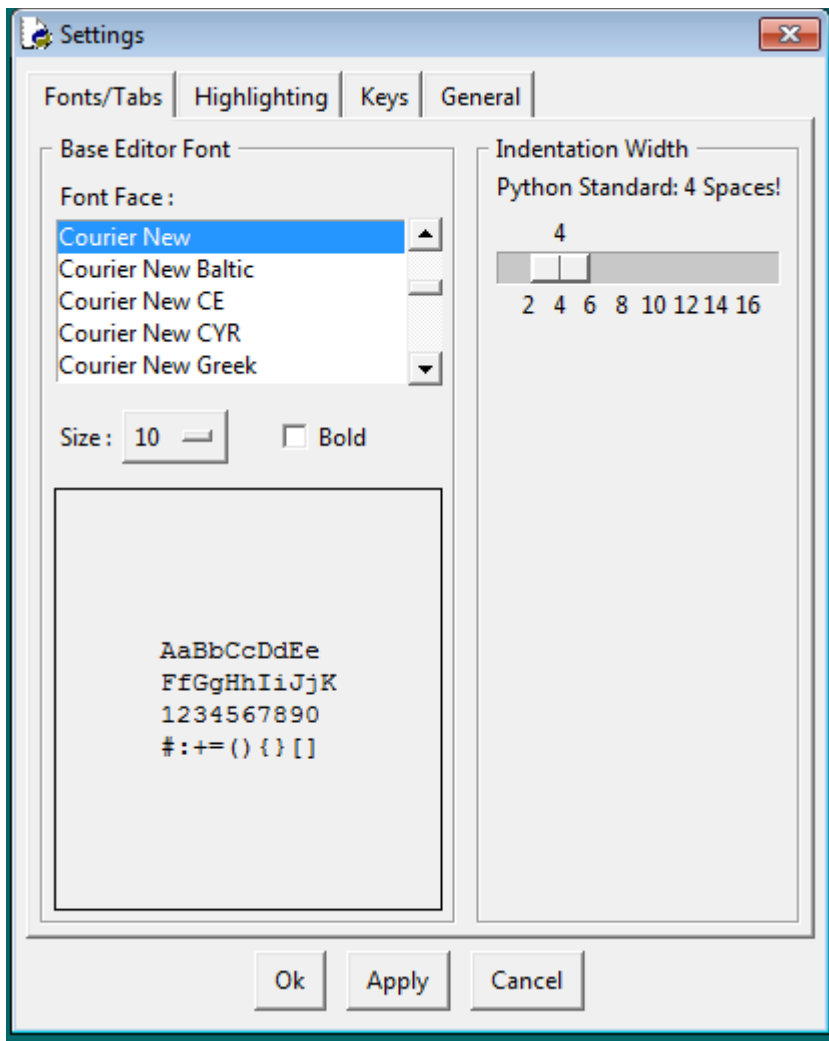 Settings
Fonts/Tabs Highlighting Keys General
Base Editor Font
Font Face :
Courier New
Courier New Baltic
Courier New CE
Courier New CYR
Courier New Greek
Size : 10 Bold
AaBbCcDdEe
FfGgHhIiJjK
1234567890
#:+=(){}[]
Indentation Width
Python Standard: 4 Spaces!
4
2 4 6 8 10 12 14 16
Ok Apply Cancel